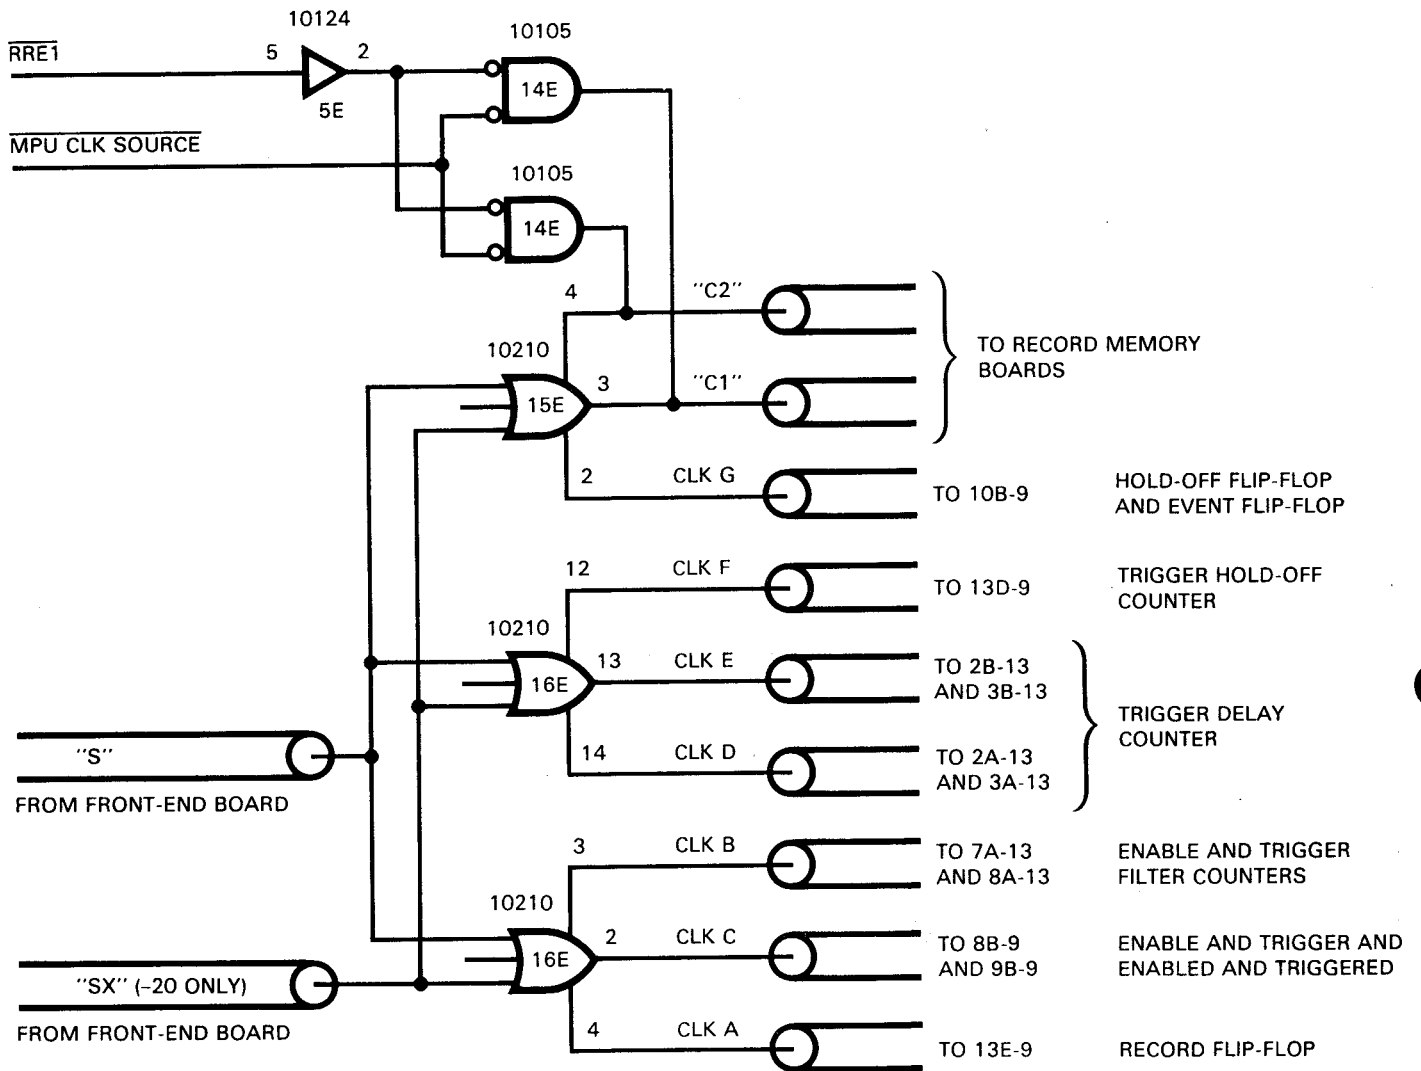 10124
10105
RRE1
5
2
14E
5E
MPU CLK SOURCE
10105
14E
4
"C2"
10210
TO RECORD MEMORY
BOARDS
3
"C1"
15E
2
CLK G
TO 10B-9
HOLD-OFF FLIP-FLOP
AND EVENT FLIP-FLOP
12
CLK F
TO 13D-9
TRIGGER HOLD-OFF
COUNTER
10210
13
CLK E
TO 2B-13
AND 3B-13
16E
TRIGGER DELAY
COUNTER
"S"
14
CLK D
TO 2A-13
AND 3A-13
FROM FRONT-END BOARD
3
CLK B
TO 7A-13
AND 8A-13
ENABLE AND TRIGGER
FILTER COUNTERS
10210
2
CLK C
TO 8B-9
AND 9B-9
ENABLE AND TRIGGER AND
ENABLED AND TRIGGERED
16E
"SX" (-20 ONLY)
FROM FRONT-END BOARD
4
CLK A
TO 13E-9
RECORD FLIP-FLOP